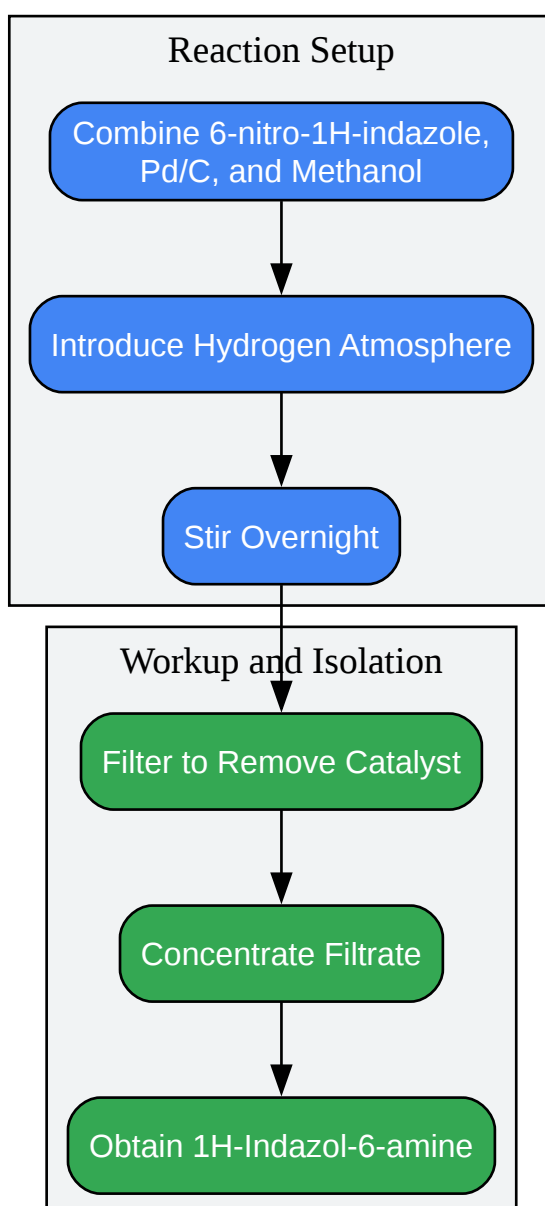 Reaction Setup
Combine 6-nitro-1H-indazole,
Pd/C, and Methanol
Introduce Hydrogen Atmosphere
Stir Overnight
Workup and Isolation
Filter to Remove Catalyst
Concentrate Filtrate
Obtain 1H-Indazol-6-amine